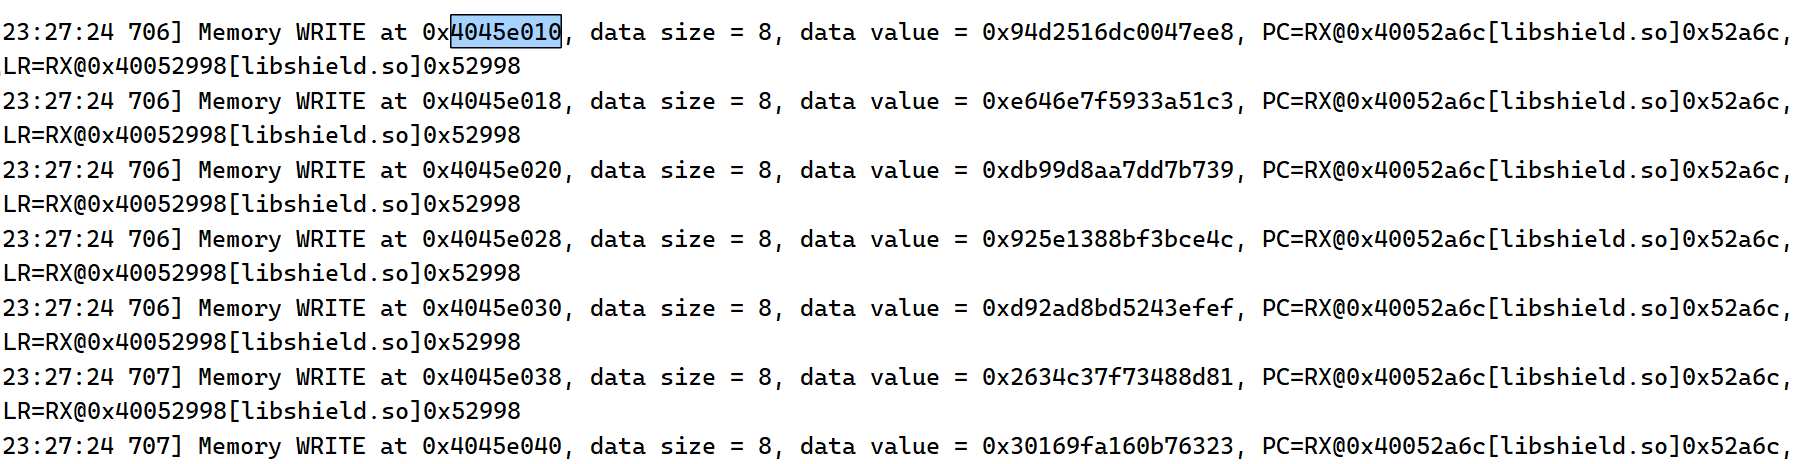 23:27:24 706] Memory WRITE at 0x4045e010, data size = 8, data value = 0x94d2516dc0047ee8, PC=RX@0x40052a6c[libshield.so]0x52a6c,
LR=RX@0x40052998[libshield.so]0x52998
23:27:24 706] Memory WRITE at 0x4045e018, data size = 8, data value = 0xe646e7f5933a51c3, PC=RX@0x40052a6c[libshield.so]0x52a6c,
LR=RX@0x40052998[libshield.so]0x52998
23:27:24 706] Memory WRITE at 0x4045e020, data size = 8, data value = 0xdb99d8aa7dd7b739, PC=RX@0x40052a6c[libshield.so]0x52a6c,
LR=RX@0x40052998[libshield.so]0x52998
23:27:24 706] Memory WRITE at 0x4045e028, data size = 8, data value = 0x925e1388bf3bce4c, PC=RX@0x40052a6c[libshield.so]0x52a6c,
LR=RX@0x40052998[libshield.so]0x52998
23:27:24 706] Memory WRITE at 0x4045e030, data size = 8, data value = 0xd92ad8bd5243efef, PC=RX@0x40052a6c[libshield.so]0x52a6c,
LR=RX@0x40052998[libshield.so]0x52998
23:27:24 707] Memory WRITE at 0x4045e038, data size = 8, data value = 0x2634c37f73488d81, PC=RX@0x40052a6c[libshield.so]0x52a6c,
LR=RX@0x40052998[libshield.so]0x52998
23:27:24 707] Memory WRITE at 0x4045e040, data size = 8, data value = 0x30169fa160b76323, PC=RX@0x40052a6c[libshield.so]0x52a6c,